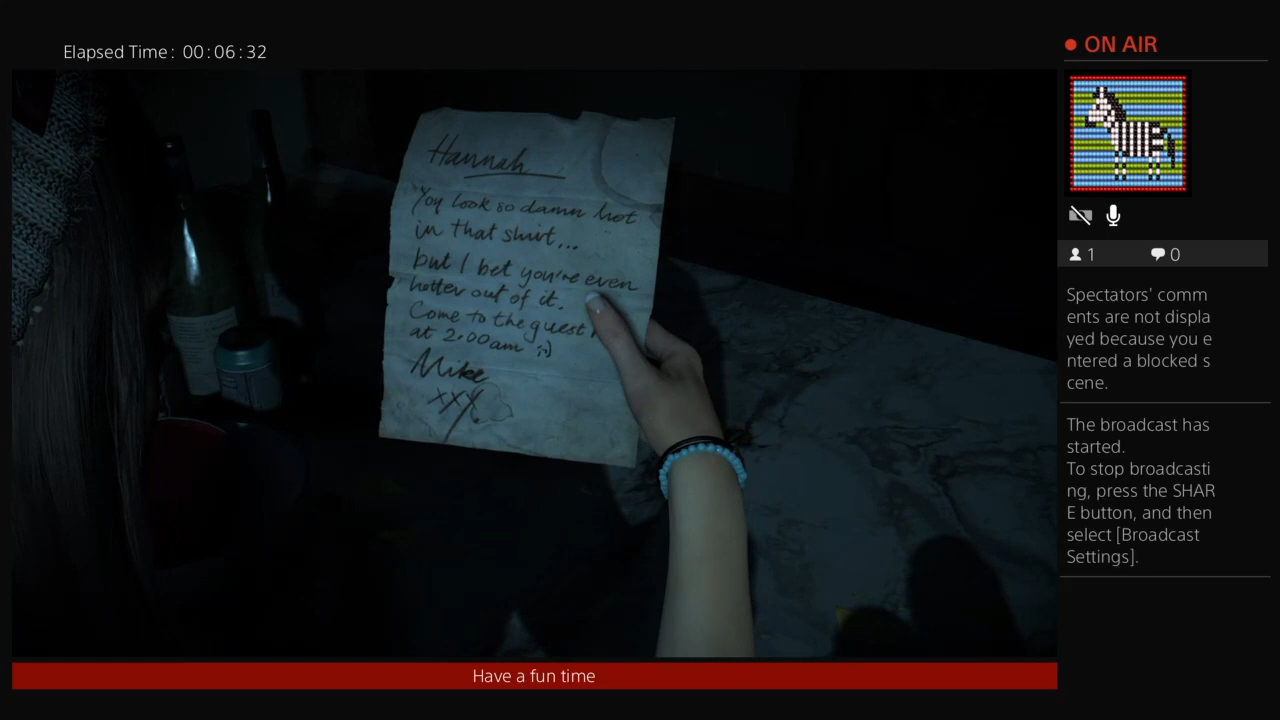 Elapsed Time: 00:06:32
ON AIR
Hannah
You look so damn hot
in that shirt...
but I bet you're even
hotter out of it.
Come to the guest
at 2.00am ;)
Mike
xxx
1
0
Spectators' comm
ents are not displa
yed because you e
ntered a blocked s
cene.
The broadcast has
started.
To stop broadcasti
ng, press the SHAR
E button, and then
select [Broadcast
Settings].
Have a fun time